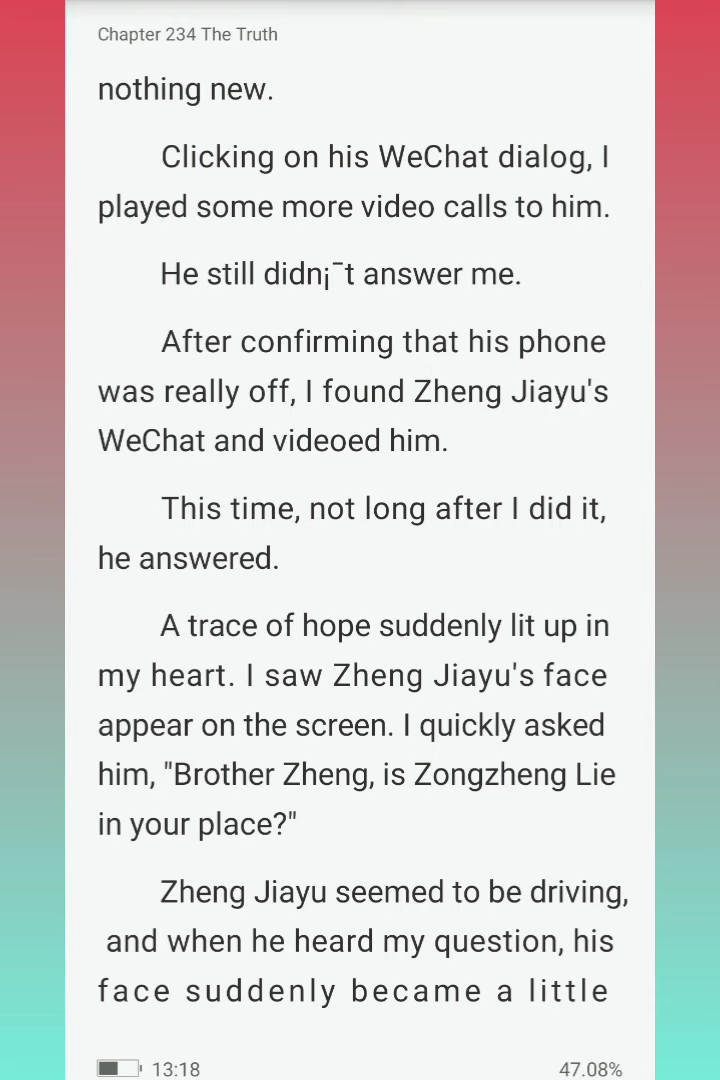 Chapter 234 The Truth
nothing new.
Clicking on his WeChat dialog, I
played some more video calls to him.
He still didn¡¯t answer me.
After confirming that his phone
was really off, I found Zheng Jiayu's
WeChat and videoed him.
This time, not long after I did it,
he answered.
A trace of hope suddenly lit up in
my heart. I saw Zheng Jiayu's face
appear on the screen. I quickly asked
him, "Brother Zheng, is Zongzheng Lie
in your place?"
Zheng Jiayu seemed to be driving,
and when he heard my question, his
face suddenly became a little
13:18
47.08%